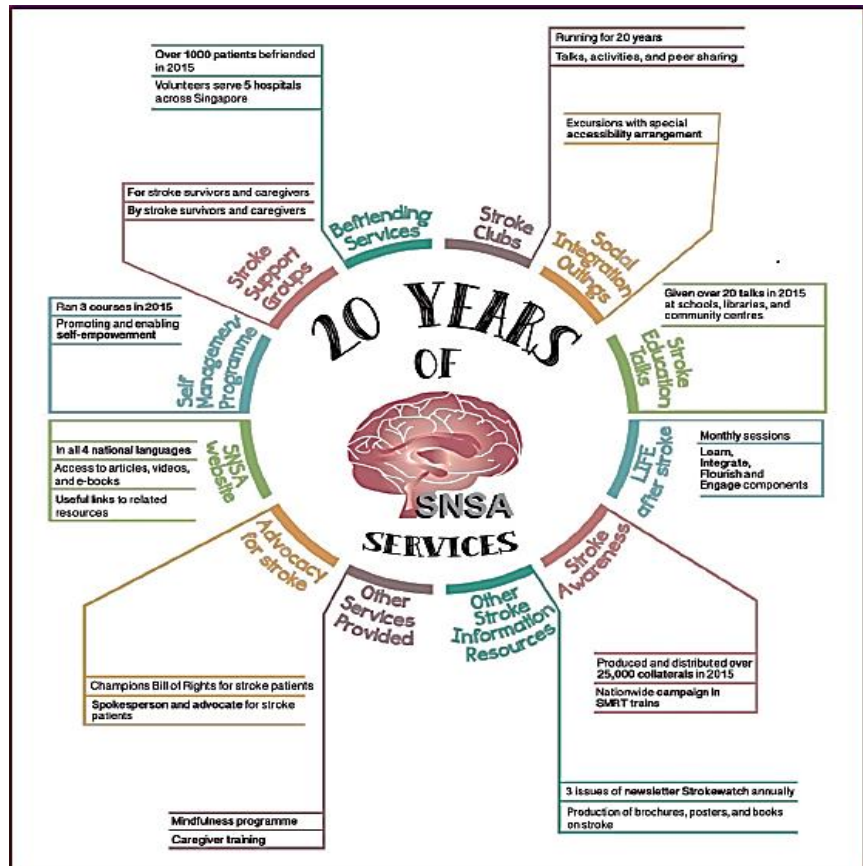 20 YEARS
OF
SNSA
SERVICES
Befriending
Services
Over 1000 patients befriended
in 2015
Volunteers serve 5 hospitals
across Singapore
Stroke
Clubs
Running for 20 years
Talks, activities, and peer sharing
Social
Integration
Outings
Excursions with special
accessibility arrangement
Stroke
Education
Talks
Given over 20 talks in 2015
at schools, libraries, and
community centres
LIFE
after stroke
Monthly sessions
Learn,
Integrate,
Flourish and
Engage components
Stroke
Awareness
Produced and distributed over
25,000 collaterals in 2015
Nationwide campaign in
SMRT trains
Other
Stroke
Information
Resources
3 issues of newsletter Strokewatch annually
Production of brochures, posters, and books
on stroke
Other
Services
Provided
Mindfulness programme
Caregiver training
Advocacy
for stroke
Champions Bill of Rights for stroke patients
Spokesperson and advocate for stroke
patients
SNSA
website
In all 4 national languages
Access to articles, videos,
and e-books
Useful links to related
resources
Self
Management
Programme
Ran 3 courses in 2015
Promoting and enabling
self-empowerment
Stroke
Support
Groups
For stroke survivors and caregivers
By stroke survivors and caregivers